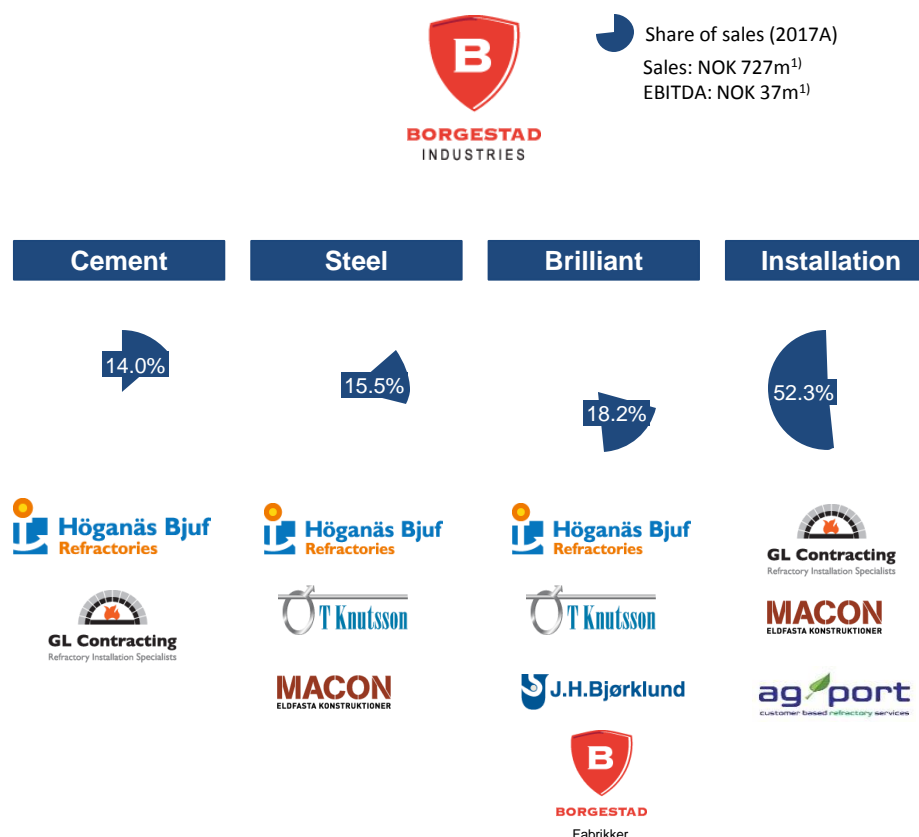 B
BORGESTAD
INDUSTRIES
Share of sales (2017A)
Sales: NOK 727m1)
EBITDA: NOK 37m1)
Cement
Steel
Brilliant
Installation
14.0%
15.5%
18.2%
52.3%
Höganäs Bjuf
Refractories
GL Contracting
Refractory Installation Specialists
Höganäs Bjuf
Refractories
T Knutsson
MACON
ELDFASTA KONSTRUKTIONER
Höganäs Bjuf
Refractories
T Knutsson
J.H.Bjørklund
B
BORGESTAD
Fabrikker
GL Contracting
Refractory Installation Specialists
MACON
ELDFASTA KONSTRUKTIONER
ag port
customer based refractory services